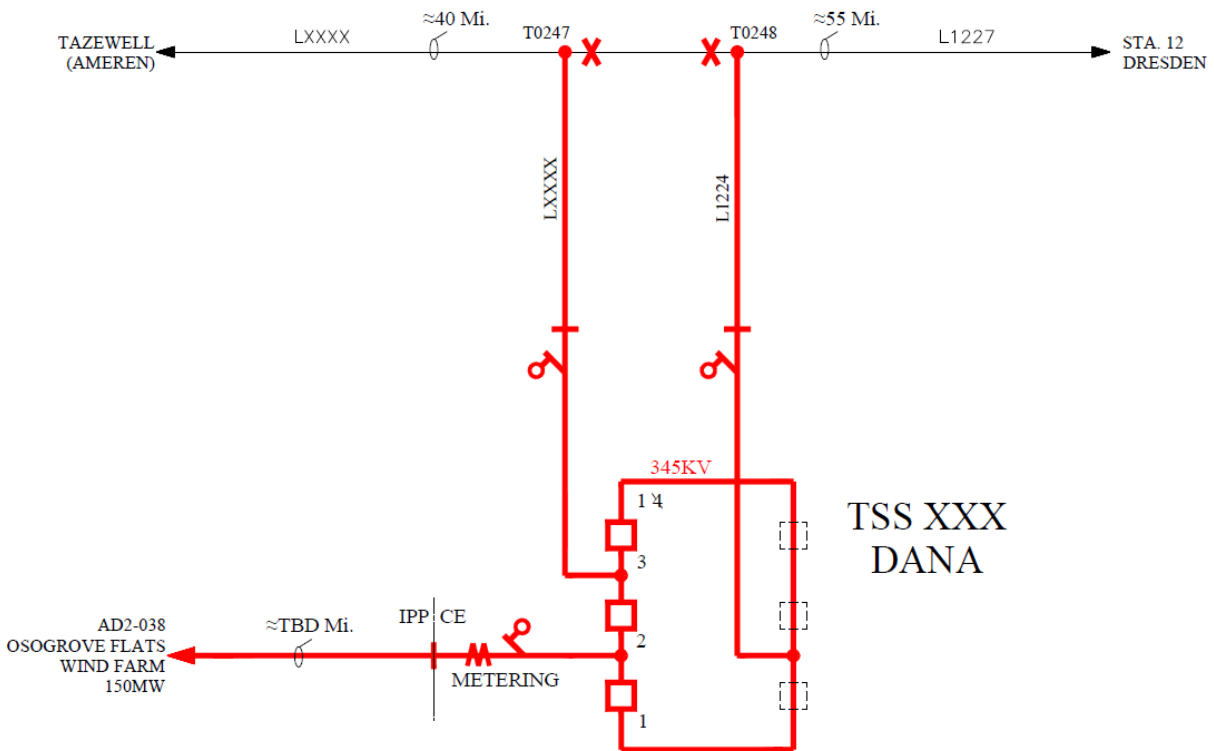 ≈40 Mi.
≈55 Mi.
LXXXX
T0247
T0248
L1227
TAZEWELL
(AMEREN)
STA. 12
DRESDEN
LXXXX
L1224
345KV
1
4
3
2
1
TSS XXX
DANA
IPP CE
≈TBD Mi.
METERING
AD2-038
OSOGROVE FLATS
WIND FARM
150MW